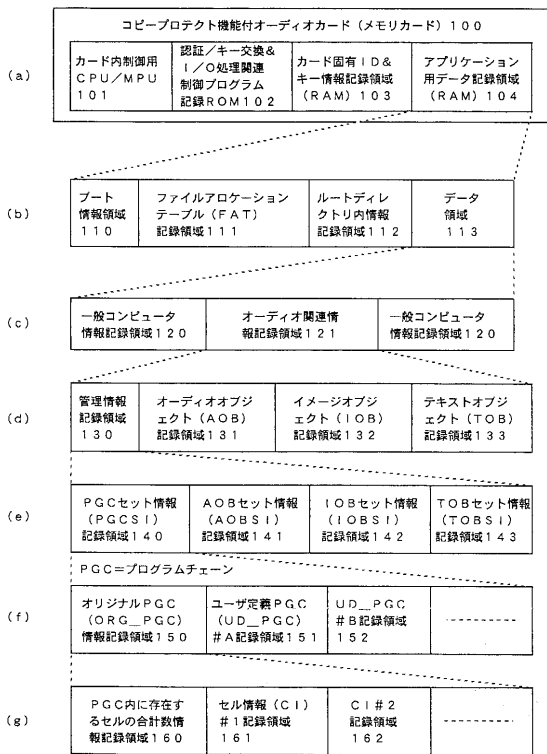 コピープロテクト機能付オーディオカード（メモリカード）１００
(a)
カード内制御用
ＣＰＵ／ＭＰＵ
１０１
認証／キー交換＆
Ｉ／Ｏ処理関連
制御プログラム
記録ＲＯＭ１０２
カード固有ＩＤ＆
キー情報記録領域
（ＲＡＭ）１０３
アプリケーション
用データ記録領域
（ＲＡＭ）１０４
(b)
ブート
情報領域
１１０
ファイルアロケーション
テーブル（ＦＡＴ）
記録領域１１１
ルートディレ
クトリ内情報
記録領域１１２
データ
領域
１１３
(c)
一般コンピュータ
情報記録領域１２０
オーディオ関連情
報記録領域１２１
一般コンピュータ
情報記録領域１２０
(d)
管理情報
記録領域
１３０
オーディオオブジ
ェクト（ＡＯＢ）
記録領域１３１
イメージオブジ
ェクト（ＩＯＢ）
記録領域１３２
テキストオブジ
ェクト（ＴＯＢ）
記録領域１３３
(e)
ＰＧＣセット情報
（ＰＧＣＳＩ）
記録領域１４０
ＡＯＢセット情報
（ＡＯＢＳＩ）
記録領域１４１
ＩＯＢセット情報
（ＩＯＢＳＩ）
記録領域１４２
ＴＯＢセット情報
（ＴＯＢＳＩ）
記録領域１４３
ＰＧＣ＝プログラムチェーン
(f)
オリジナルＰＧＣ
（ＯＲＧ＿ＰＧＣ）
情報記録領域１５０
ユーザ定義ＰＧＣ
（ＵＤ＿ＰＧＣ）
＃Ａ記録領域１５１
ＵＤ＿ＰＧＣ
＃Ｂ記録領域
１５２
(g)
ＰＧＣ内に存在す
るセルの合計数情
報記録領域１６０
セル情報（ＣＩ）
＃１記録領域
１６１
ＣＩ＃２
記録領域
１６２